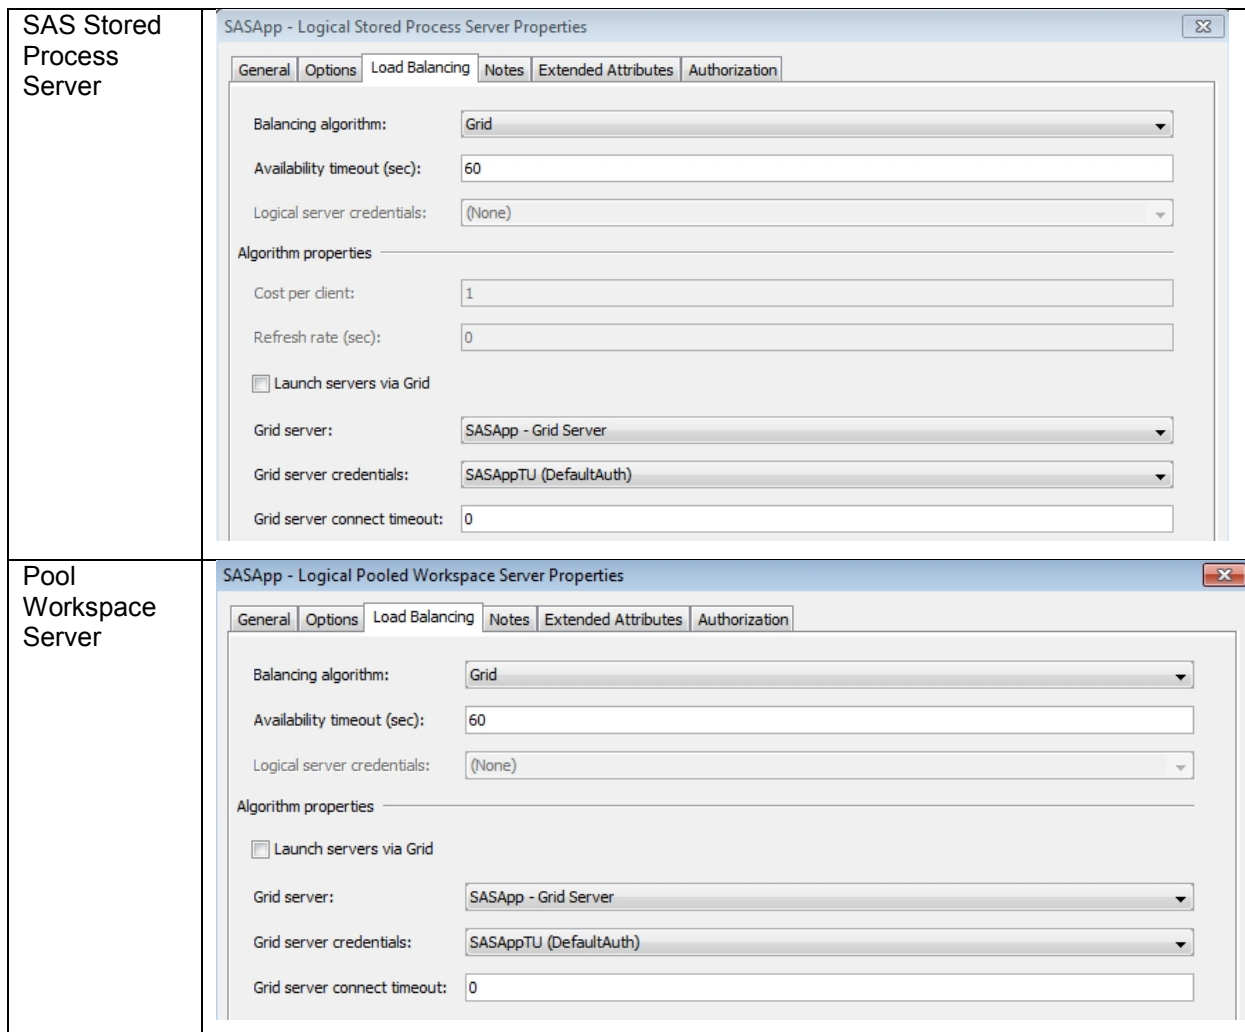 SAS Stored
Process
Server
SASApp - Logical Stored Process Server Properties
General Options Load Balancing Notes Extended Attributes Authorization
Balancing algorithm: Grid
Availability timeout (sec): 60
Logical server credentials: (None)
Algorithm properties
Cost per client: 1
Refresh rate (sec): 0
Launch servers via Grid
Grid server: SASApp - Grid Server
Grid server credentials: SASAppTU (DefaultAuth)
Grid server connect timeout: 0
Pool
Workspace
Server
SASApp - Logical Pooled Workspace Server Properties
General Options Load Balancing Notes Extended Attributes Authorization
Balancing algorithm: Grid
Availability timeout (sec): 60
Logical server credentials: (None)
Algorithm properties
Launch servers via Grid
Grid server: SASApp - Grid Server
Grid server credentials: SASAppTU (DefaultAuth)
Grid server connect timeout: 0